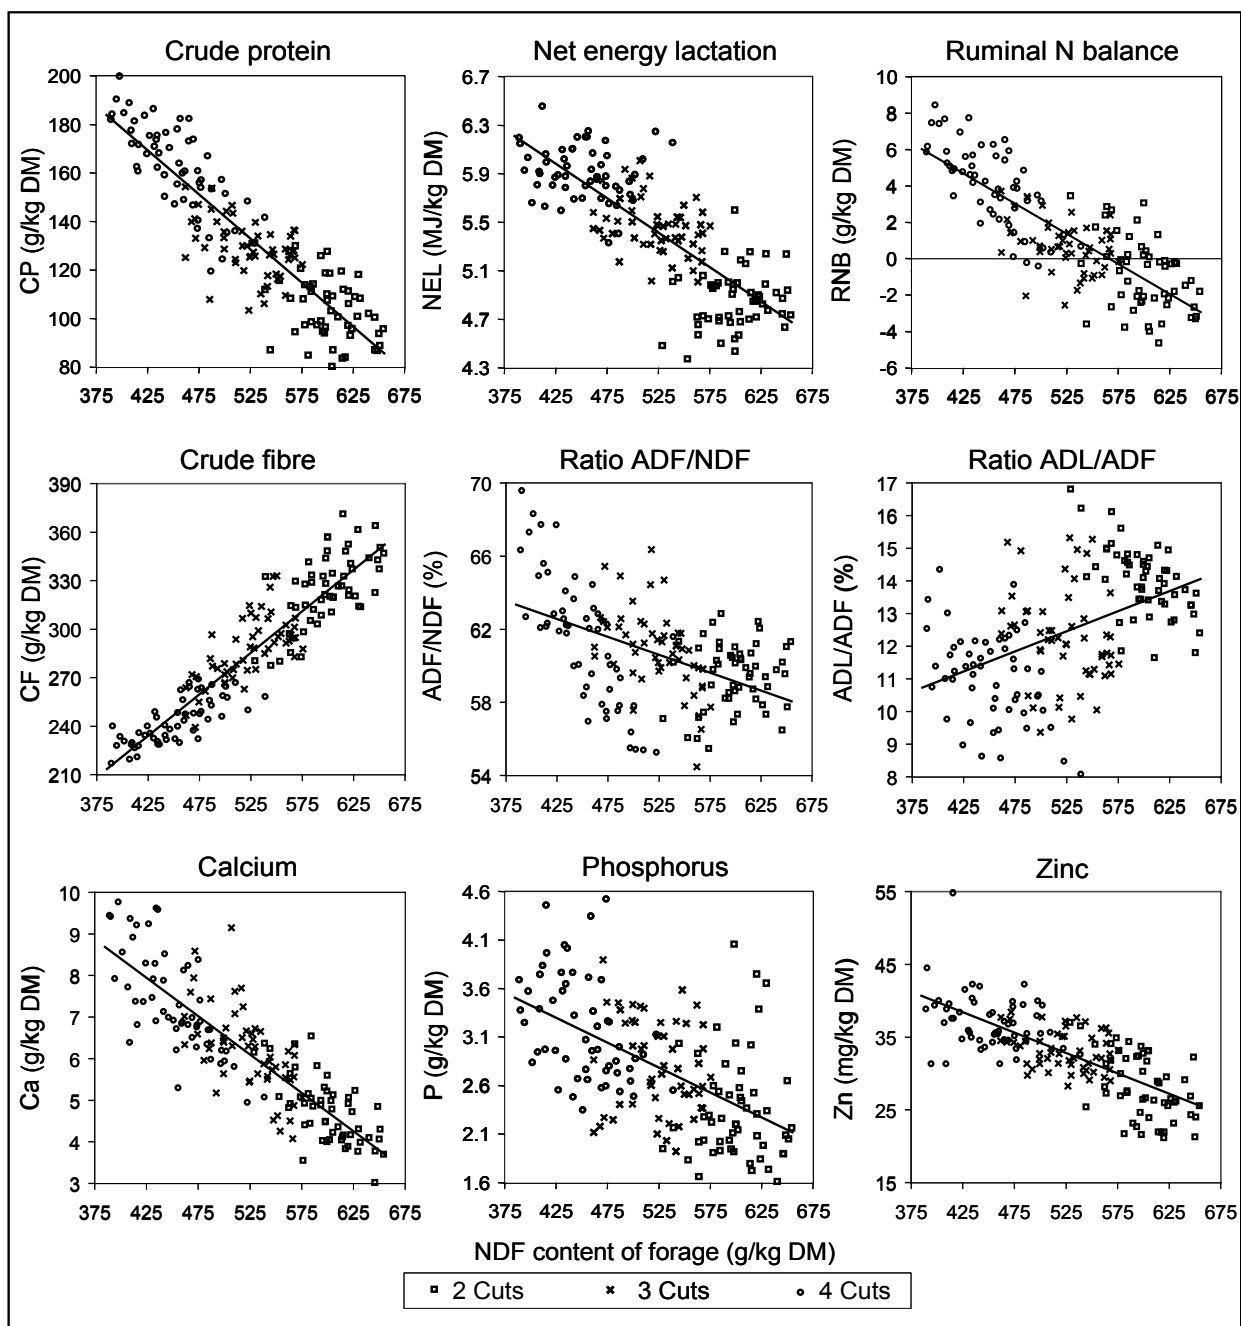 Crude protein
Net energy lactation
Ruminal N balance
CP (g/kg DM)
200
180
160
140
120
100
80
375 425 475 525 575 625 675
NEL (MJ/kg DM)
6.7
6.3
5.9
5.5
5.1
4.7
4.3
375 425 475 525 575 625 675
RNB (g/kg DM)
10
8
6
4
2
0
-2
-4
-6
375 425 475 525 575 625 675
Crude fibre
Ratio ADF/NDF
Ratio ADL/ADF
CF (g/kg DM)
390
360
330
300
270
240
210
375 425 475 525 575 625 675
ADF/NDF (%)
70
66
62
58
54
375 425 475 525 575 625 675
ADL/ADF (%)
17
16
15
14
13
12
11
10
9
8
375 425 475 525 575 625 675
Calcium
Phosphorus
Zinc
Ca (g/kg DM)
10
9
8
7
6
5
4
3
375 425 475 525 575 625 675
P (g/kg DM)
4.6
4.1
3.6
3.1
2.6
2.1
1.6
375 425 475 525 575 625 675
Zn (mg/kg DM)
55
45
35
25
15
375 425 475 525 575 625 675
NDF content of forage (g/kg DM)
2 Cuts 3 Cuts 4 Cuts